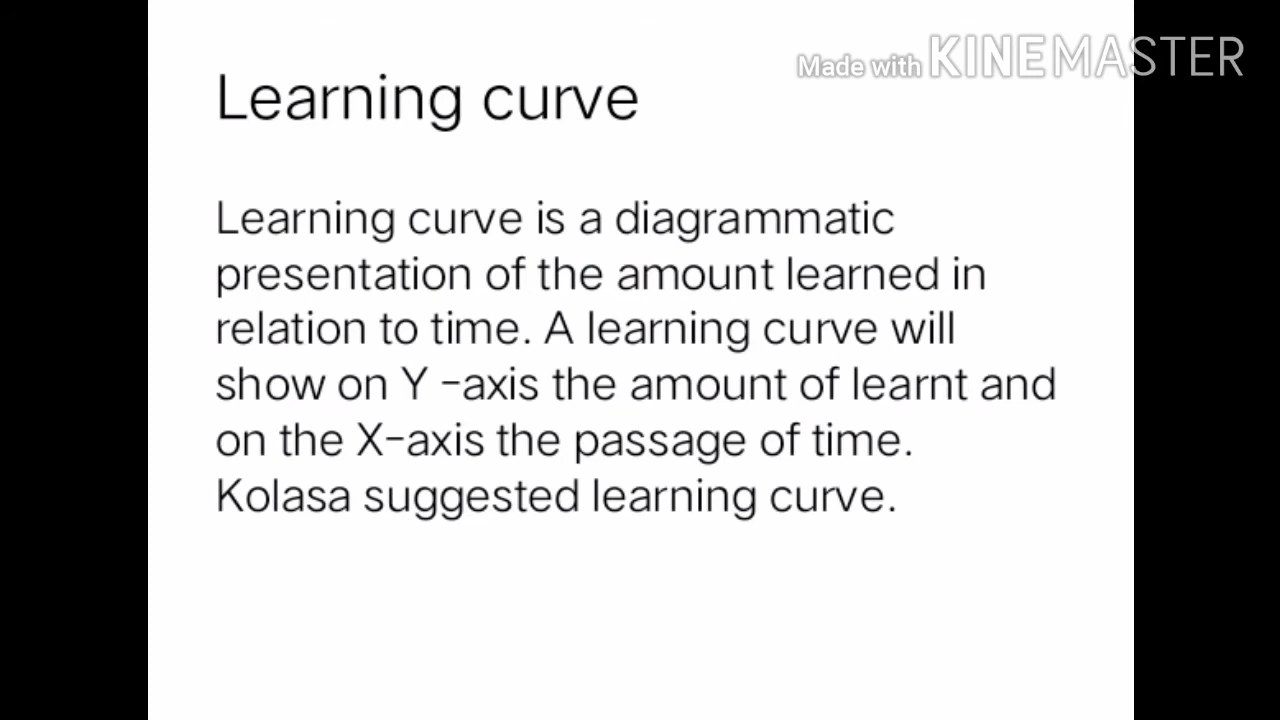 Made with KINEMASTER
Learning curve
Learning curve is a diagrammatic
presentation of the amount learned in
relation to time. A learning curve will
show on Y -axis the amount of learnt and
on the X-axis the passage of time.
Kolasa suggested learning curve.